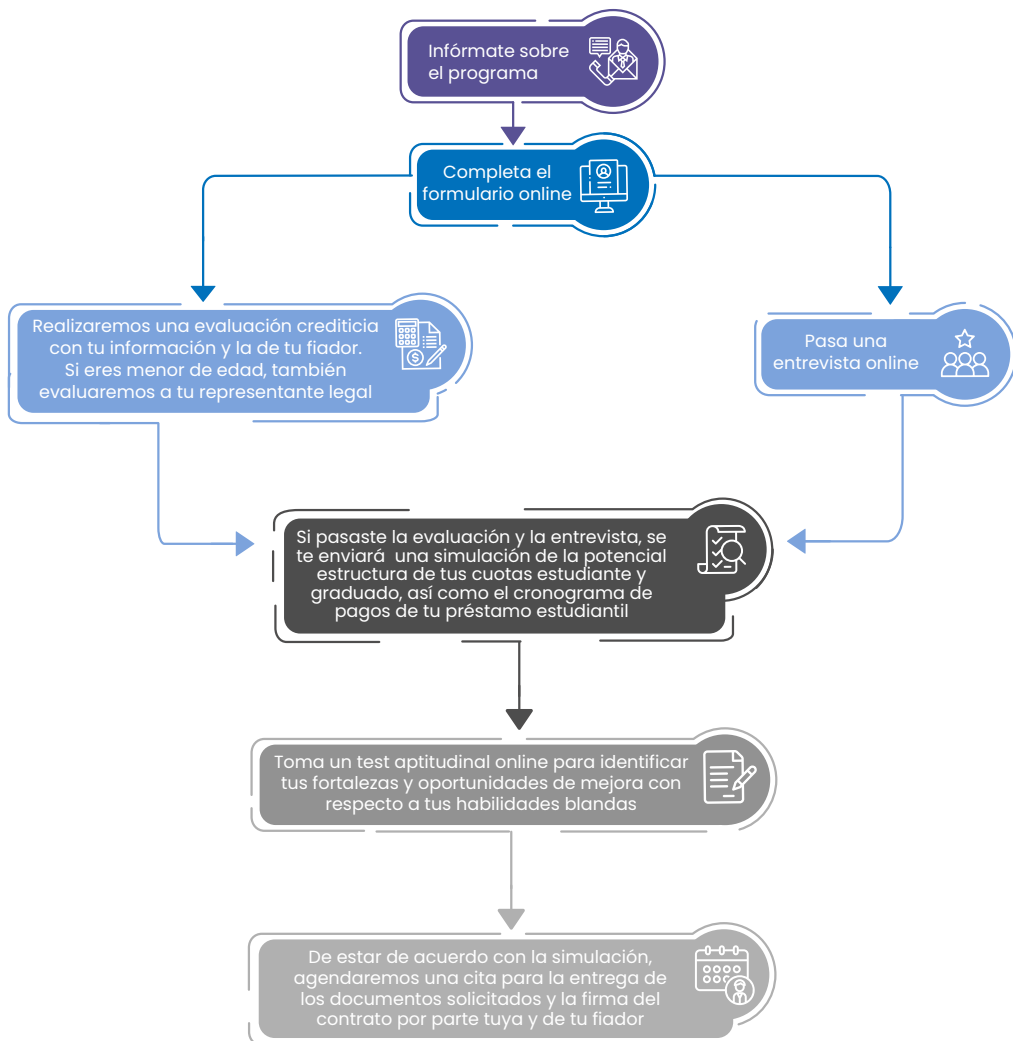 Infórmate sobre
el programa
Completa el
formulario online
Realizaremos una evaluación crediticia
con tu información y la de tu fiador.
Si eres menor de edad, también
evaluaremos a tu representante legal
Pasa una
entrevista online
Si pasaste la evaluación y la entrevista, se
te enviará una simulación de la potencial
estructura de tus cuotas estudiante y
graduado, así como el cronograma de
pagos de tu préstamo estudiantil
Toma un test aptitudinal online para identificar
tus fortalezas y oportunidades de mejora con
respecto a tus habilidades blandas
De estar de acuerdo con la simulación,
agendaremos una cita para la entrega de
los documentos solicitados y la firma del
contrato por parte tuya y de tu fiador